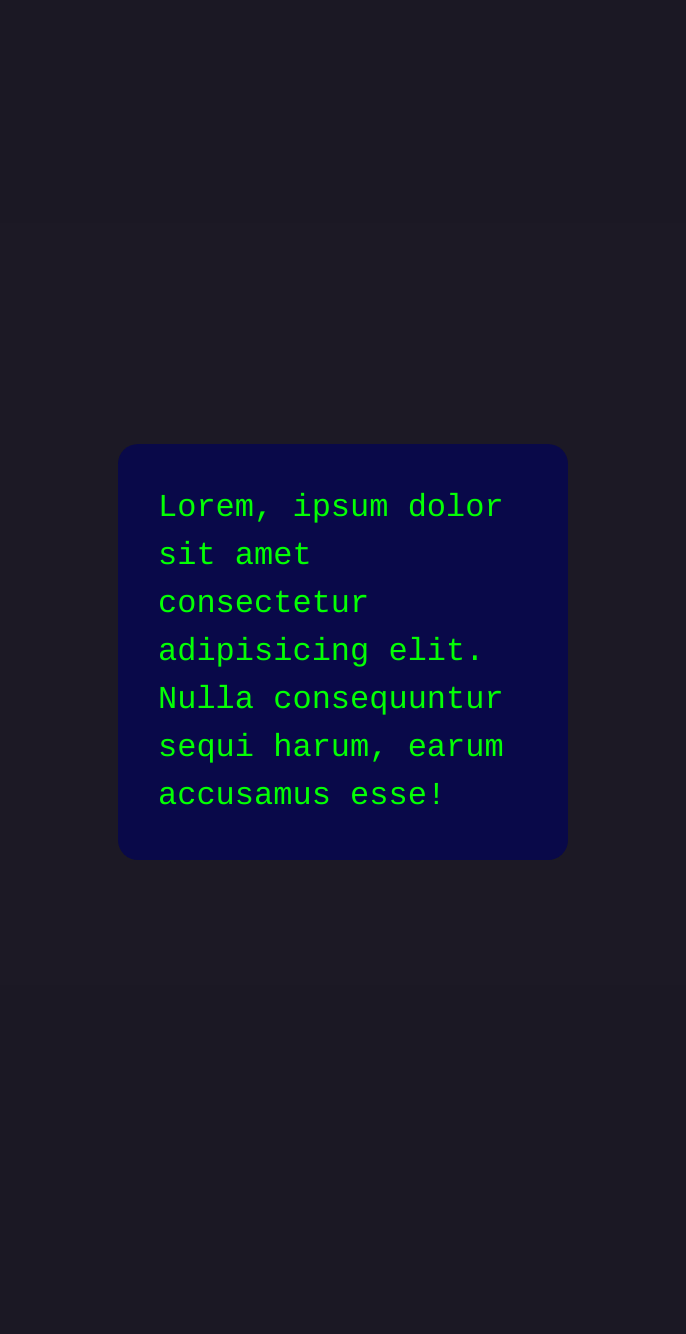 Lorem, ipsum dolor
sit amet
consectetur
adipisicing elit.
Nulla consequuntur
sequi harum, earum
accusamus esse!